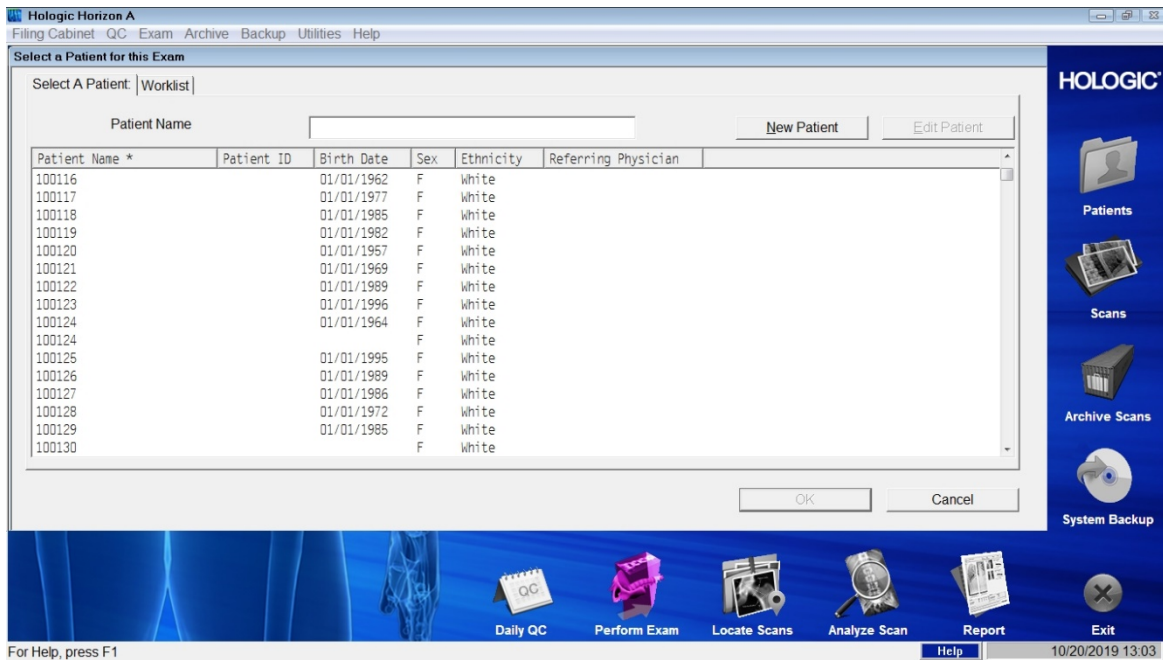 Hologic Horizon A
Filing Cabinet QC Exam Archive Backup Utilities Help
Select a Patient for this Exam
Select A Patient: Worklist
HOLOGIC®
Patient Name
New Patient Edit Patient
Patient Name * Patient ID Birth Date Sex Ethnicity Referring Physician
100116 01/01/1962 F White
100117 01/01/1977 F White
100118 01/01/1985 F White
100119 01/01/1982 F White
100120 01/01/1957 F White
100121 01/01/1969 F White
100122 01/01/1989 F White
100123 01/01/1996 F White
100124 01/01/1964 F White
100124 F White
100125 01/01/1995 F White
100126 01/01/1989 F White
100127 01/01/1986 F White
100128 01/01/1972 F White
100129 01/01/1985 F White
100130 F White
OK Cancel
Patients
Scans
Archive Scans
System Backup
QC
Daily QC Perform Exam Locate Scans Analyze Scan Report Exit
For Help, press F1 Help 10/20/2019 13:03